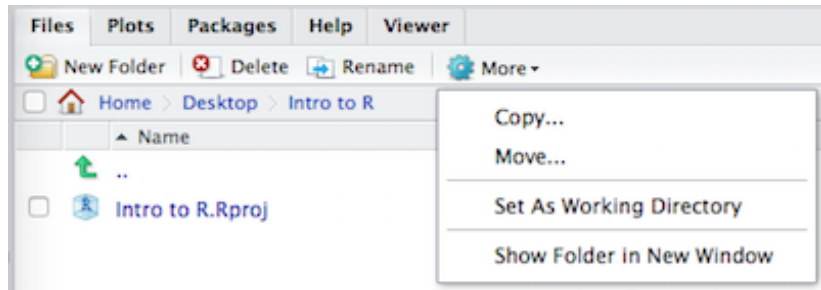 Files Plots Packages Help Viewer
New Folder Delete Rename More
Home Desktop Intro to R
Name
..
Intro to R.Rproj
Copy...
Move...
Set As Working Directory
Show Folder in New Window